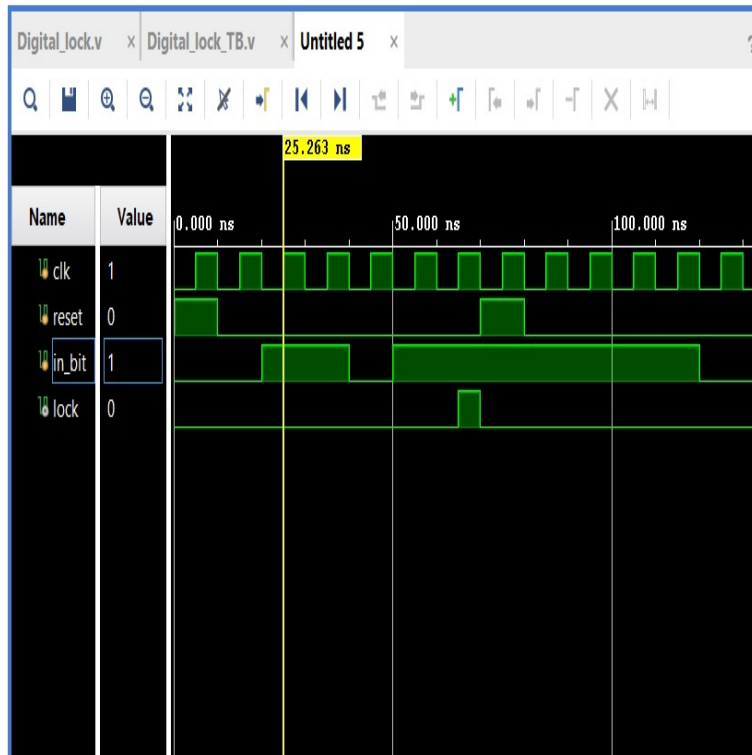 Digital_lock.v × Digital_lock_TB.v × Untitled 5 ×
25.263 ns
Name Value 0.000 ns 50.000 ns 100.000 ns
clk 1
reset 0
in_bit 1
lock 0